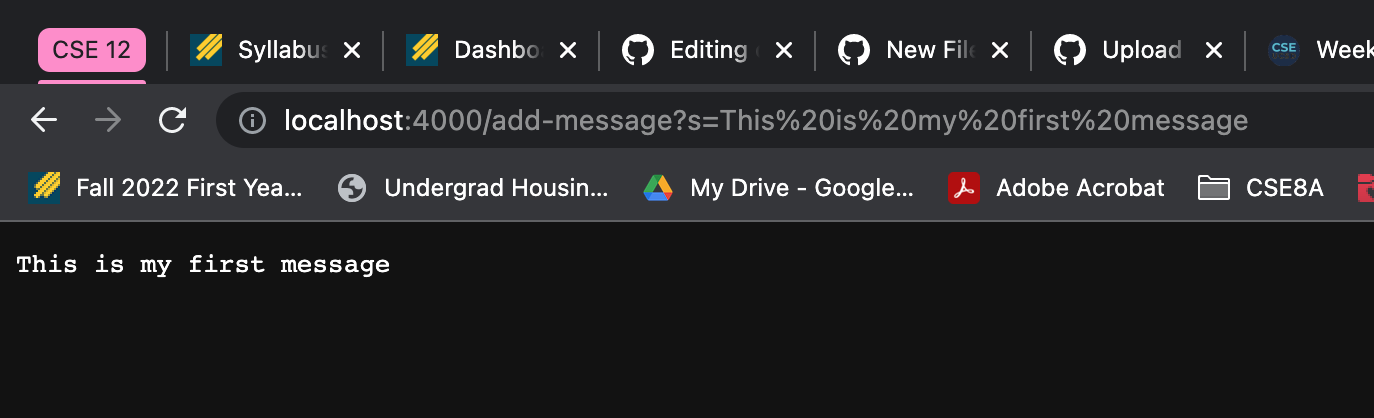 CSE 12 Syllabus Dashbo Editing New File Upload CSE Week
localhost:4000/add-message?s=This%20is%20my%20first%20message
Fall 2022 First Yea... Undergrad Housin... My Drive - Google... Adobe Acrobat CSE8A
This is my first message